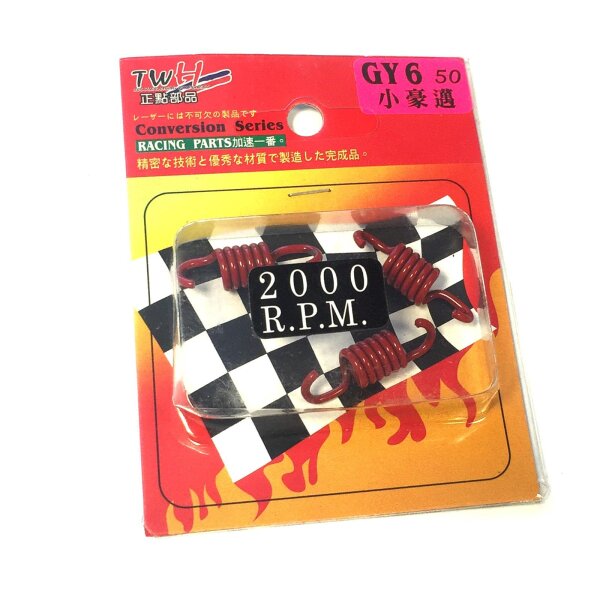 TWH
正點部品
レーザーには不可欠の製品です
Conversion Series
RACING PARTS加速一番。
精密な技術と優秀な材質で製造した完成品。
GY6 50
小豪邁
2000
R.P.M.